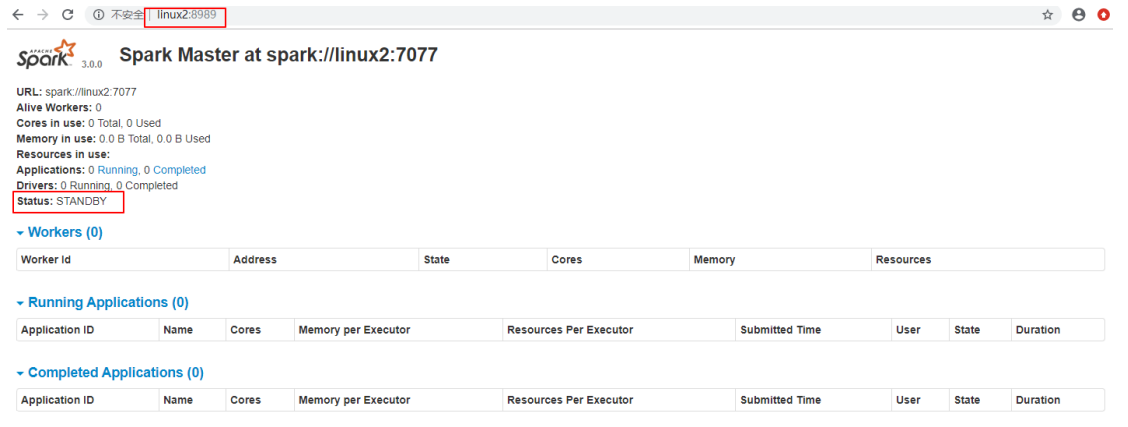 不安全 linux2:8989
APACHE
Spark 3.0.0 Spark Master at spark://linux2:7077
URL: spark://linux2:7077
Alive Workers: 0
Cores in use: 0 Total, 0 Used
Memory in use: 0.0 B Total, 0.0 B Used
Resources in use:
Applications: 0 Running, 0 Completed
Drivers: 0 Running, 0 Completed
Status: STANDBY
Workers (0)
Worker Id Address State Cores Memory Resources
Running Applications (0)
Application ID Name Cores Memory per Executor Resources Per Executor Submitted Time User State Duration
Completed Applications (0)
Application ID Name Cores Memory per Executor Resources Per Executor Submitted Time User State Duration